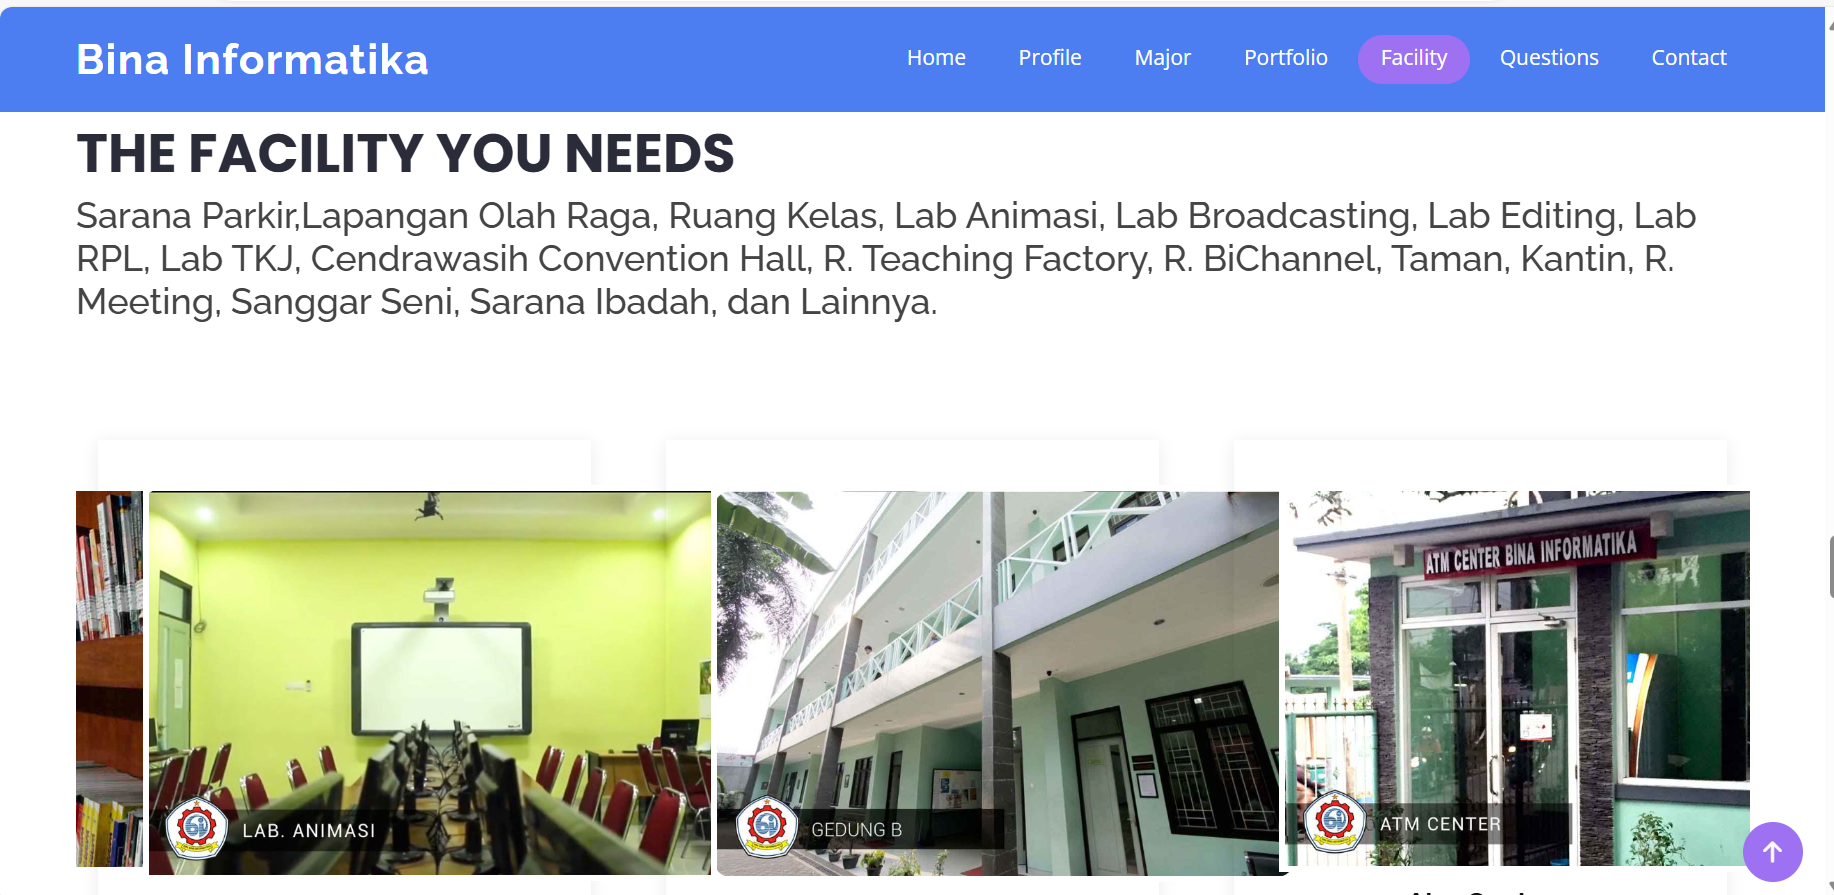 Bina Informatika
Home
Profile
Major
Portfolio
Facility
Questions
Contact
THE FACILITY YOU NEEDS
Sarana Parkir,Lapangan Olah Raga, Ruang Kelas, Lab Animasi, Lab Broadcasting, Lab Editing, Lab
RPL, Lab TKJ, Cendrawasih Convention Hall, R. Teaching Factory, R. BiChannel, Taman, Kantin, R.
Meeting, Sanggar Seni, Sarana Ibadah, dan Lainnya.
ATM CENTER BINA INFORMATIKA
LAB. ANIMASI
GEDUNG B
ATM CENTER